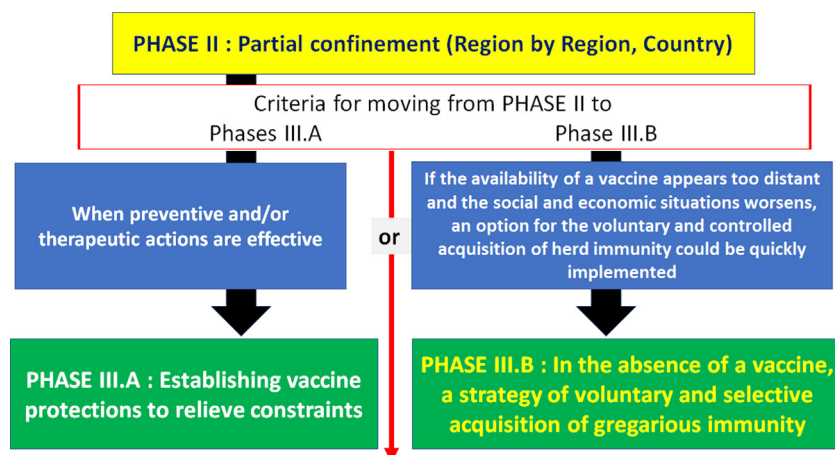 PHASE II : Partial confinement (Region by Region, Country)
Criteria for moving from PHASE II to
Phases III.A
Phase III.B
When preventive and/or
therapeutic actions are effective
or
If the availability of a vaccine appears too distant
and the social and economic situations worsens,
an option for the voluntary and controlled
acquisition of herd immunity could be quickly
implemented
PHASE III.A : Establishing vaccine
protections to relieve constraints
PHASE III.B : In the absence of a vaccine,
a strategy of voluntary and selective
acquisition of gregarious immunity